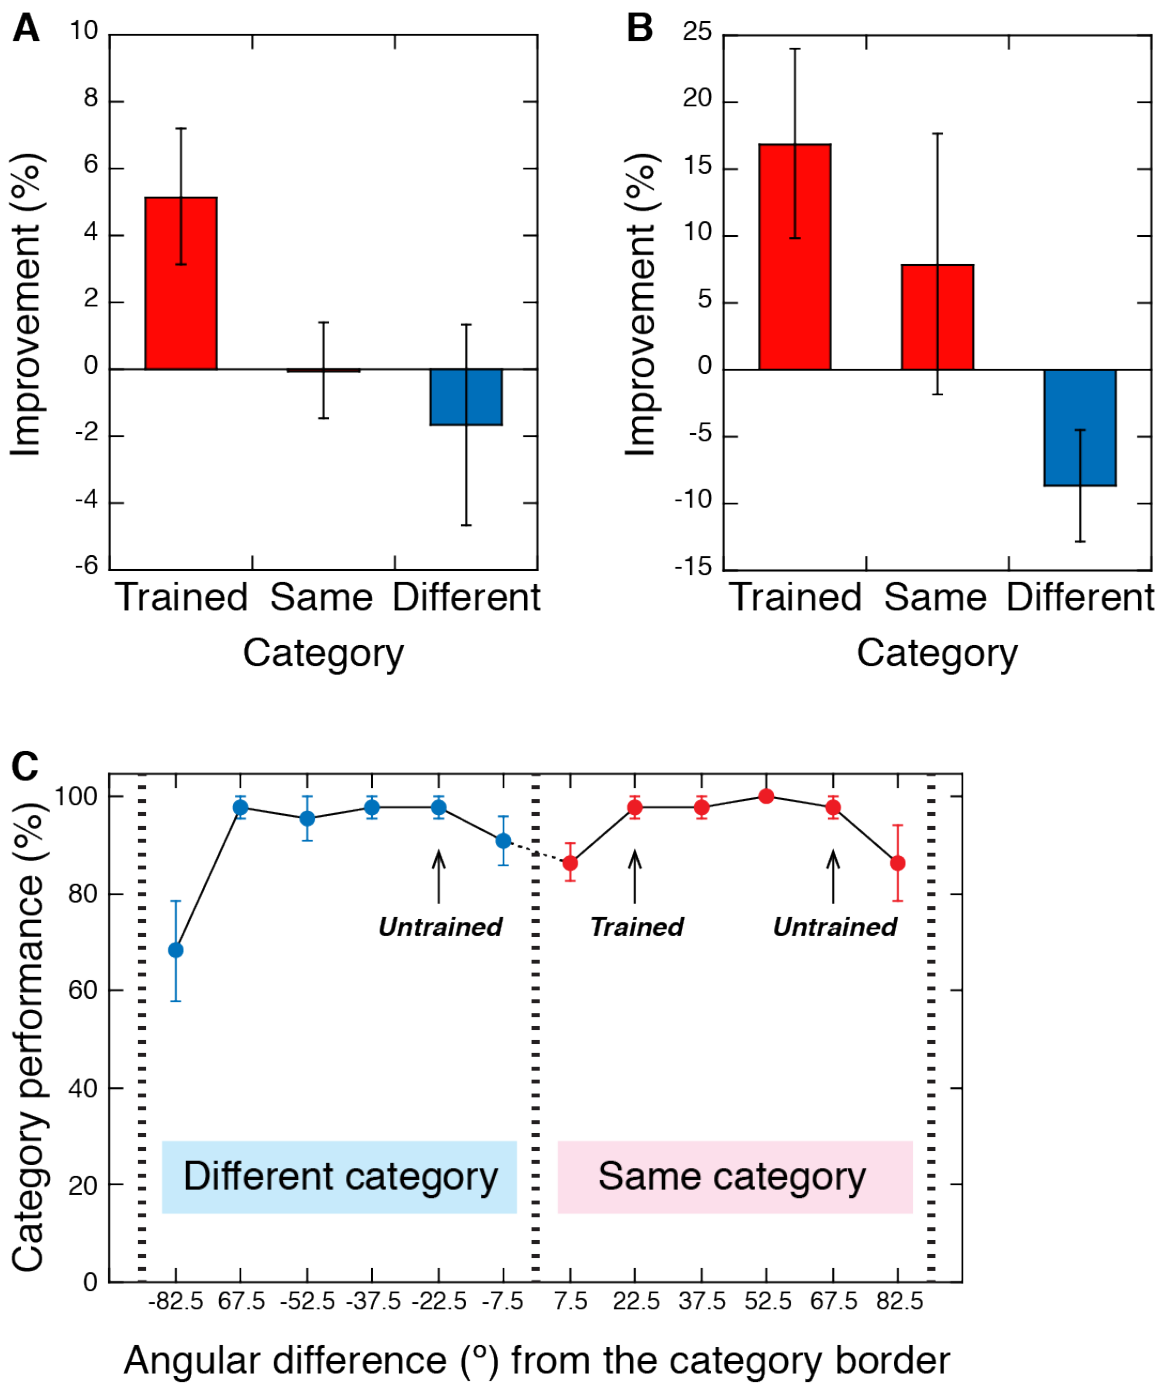 A
10
8
6
4
2
0
-2
-4
-6
Improvement (%)
Trained Same Different
Category
B
25
20
15
10
5
0
-5
-10
-15
Improvement (%)
Trained Same Different
Category
C
100
80
60
40
20
0
Category performance (%)
Untrained
Trained
Untrained
Different category
Same category
-82.5 67.5 -52.5 -37.5 -22.5 -7.5 7.5 22.5 37.5 52.5 67.5 82.5
Angular difference (º) from the category border